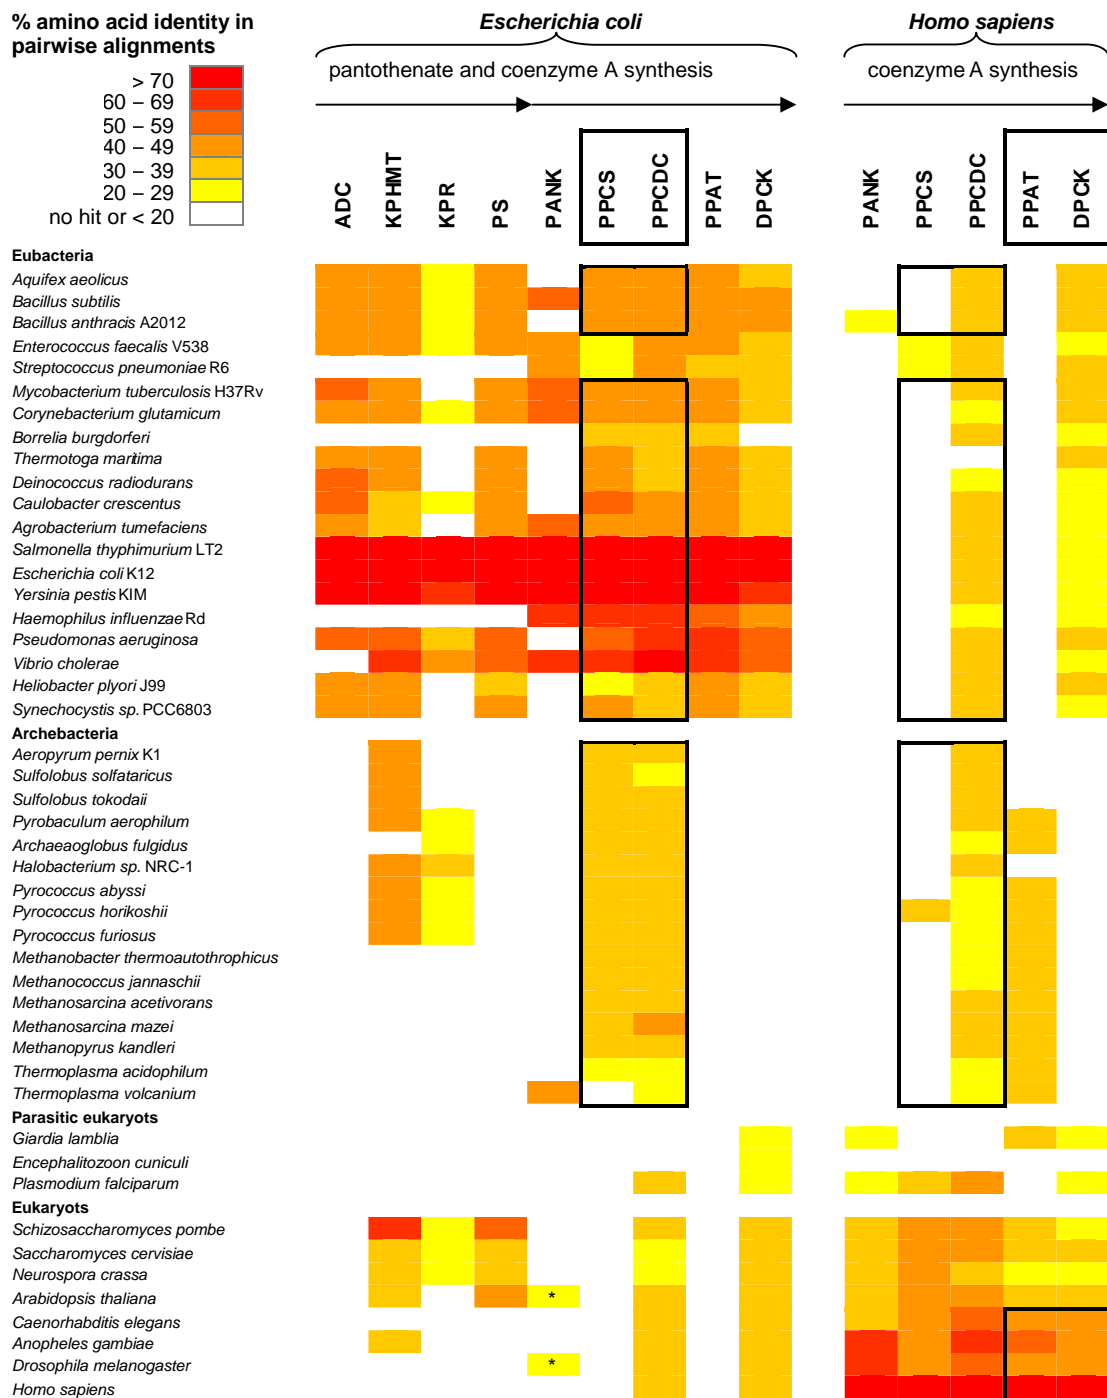 % amino acid identity in
pairwise alignments
> 70
60 – 69
50 – 59
40 – 49
30 – 39
20 – 29
no hit or < 20
Escherichia coli
pantothenate and coenzyme A synthesis
Homo sapiens
coenzyme A synthesis
ADC KPHMT KPR PS PANK PPCS PPCDC PPAT DPCK PANK PPCS PPCDC PPAT DPCK
Eubacteria
Aquifex aeolicus
Bacillus subtilis
Bacillus anthracis A2012
Enterococcus faecalis V538
Streptococcus pneumoniae R6
Mycobacterium tuberculosis H37Rv
Corynebacterium glutamicum
Borrelia burgdorferi
Thermotoga maritima
Deinococcus radiodurans
Caulobacter crescentus
Agrobacterium tumefaciens
Salmonella thyphimurium LT2
Escherichia coli K12
Yersinia pestis KIM
Haemophilus influenzae Rd
Pseudomonas aeruginosa
Vibrio cholerae
Heliobacter plyori J99
Synechocystis sp. PCC6803
Archebacteria
Aeropyrum pernix K1
Sulfolobus solfataricus
Sulfolobus tokodaii
Pyrobaculum aerophilum
Archaeaoglobus fulgidus
Halobacterium sp. NRC-1
Pyrococcus abyssi
Pyrococcus horikoshii
Pyrococcus furiosus
Methanobacter thermoautothrophicus
Methanococcus jannaschii
Methanosarcina acetivorans
Methanosarcina mazei
Methanopyrus kandleri
Thermoplasma acidophilum
Thermoplasma volcanium
Parasitic eukaryots
Giardia lamblia
Encephalitozoon cuniculi
Plasmodium falciparum
Eukaryots
Schizosaccharomyces pombe
Saccharomyces cervisiae
Neurospora crassa
Arabidopsis thaliana *
Caenorhabditis elegans
Anopheles gambiae
Drosophila melanogaster *
Homo sapiens